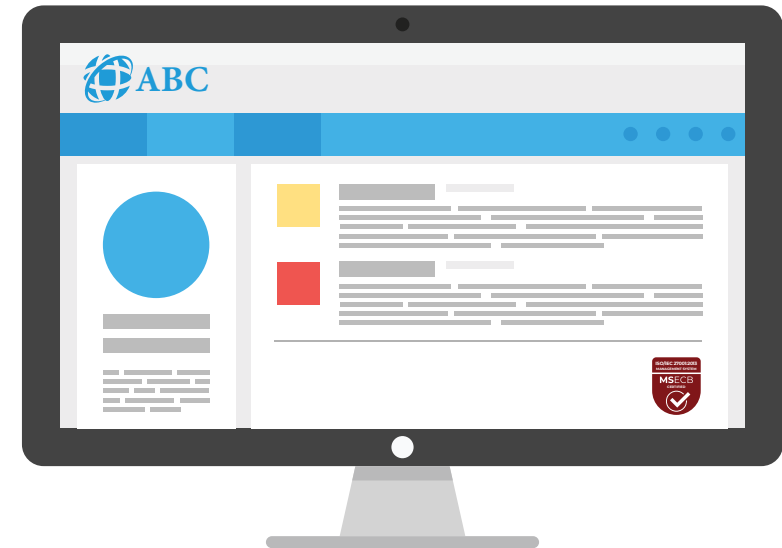 ABC
ISO/IEC 27001:2013
MANAGEMENT SYSTEM
MSECB
CERTIFIED